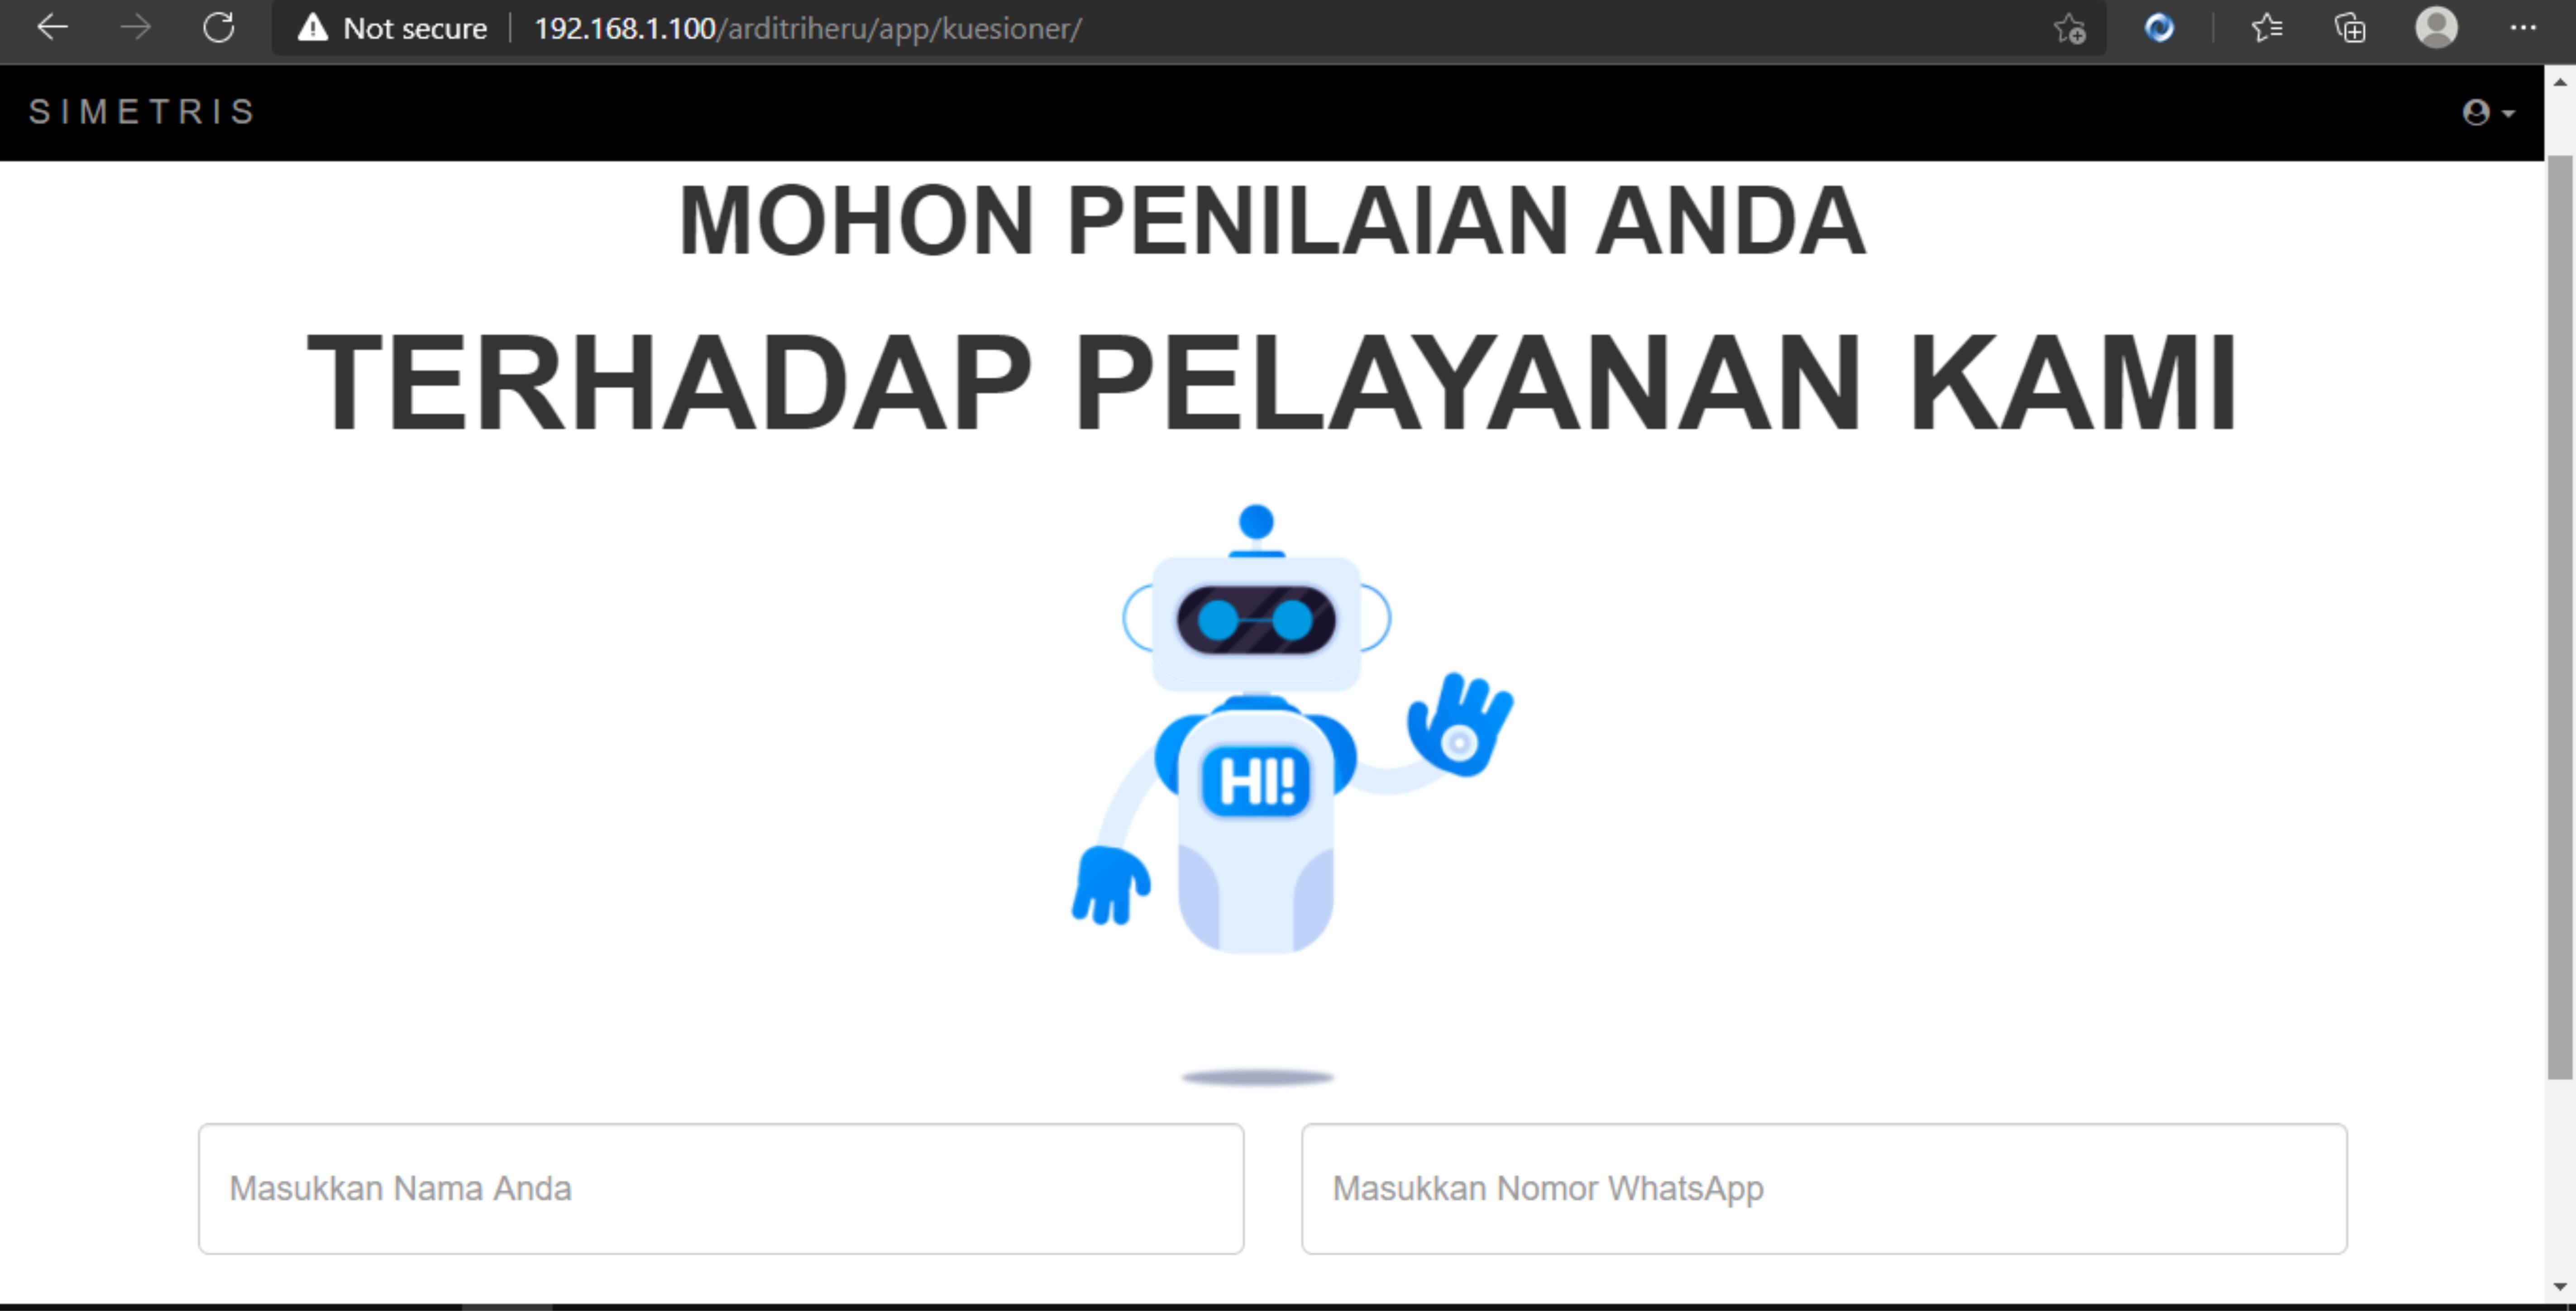 Not secure 192.168.1.100/arditriheru/app/kuesioner/
SIMETRIS
MOHON PENILAIAN ANDA
TERHADAP PELAYANAN KAMI
HI!
Masukkan Nama Anda
Masukkan Nomor WhatsApp